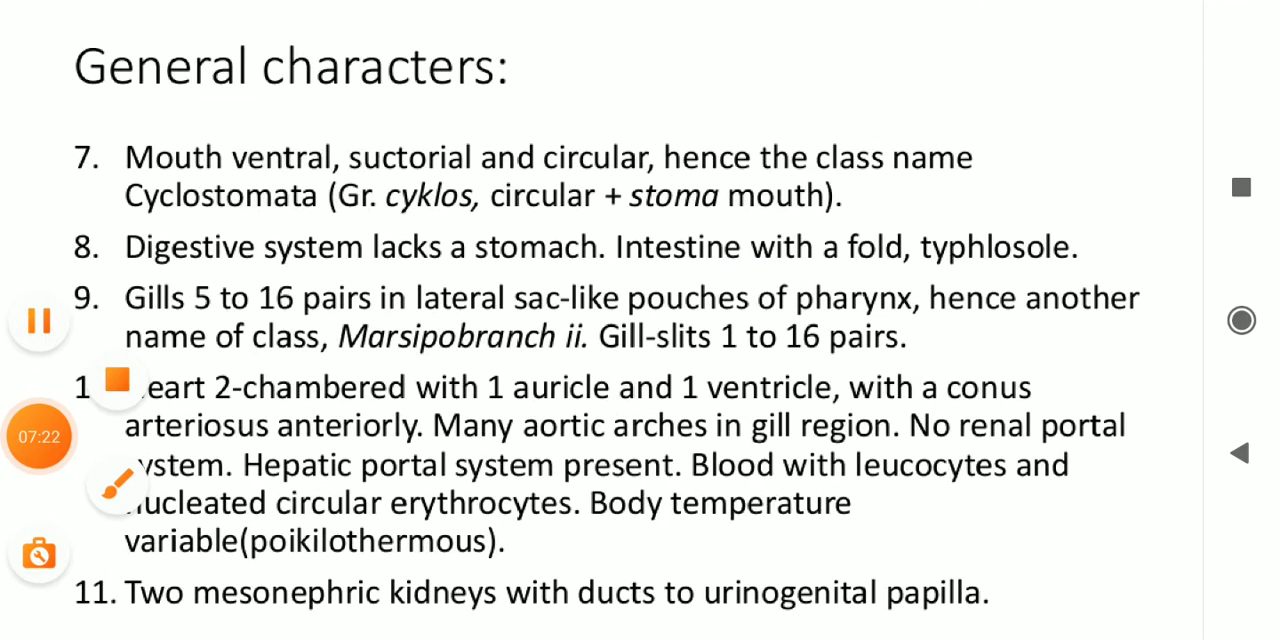 General characters:
7. Mouth ventral, suctorial and circular, hence the class name
Cyclostomata (Gr. cyklos, circular + stoma mouth).
8. Digestive system lacks a stomach. Intestine with a fold, typhlosole.
9. Gills 5 to 16 pairs in lateral sac-like pouches of pharynx, hence another
name of class, Marsipobranch ii. Gill-slits 1 to 16 pairs.
1 eart 2-chambered with 1 auricle and 1 ventricle, with a conus
arteriosus anteriorly. Many aortic arches in gill region. No renal portal
07:22
ystem. Hepatic portal system present. Blood with leucocytes and
nucleated circular erythrocytes. Body temperature
variable(poikilothermous).
11. Two mesonephric kidneys with ducts to urinogenital papilla.